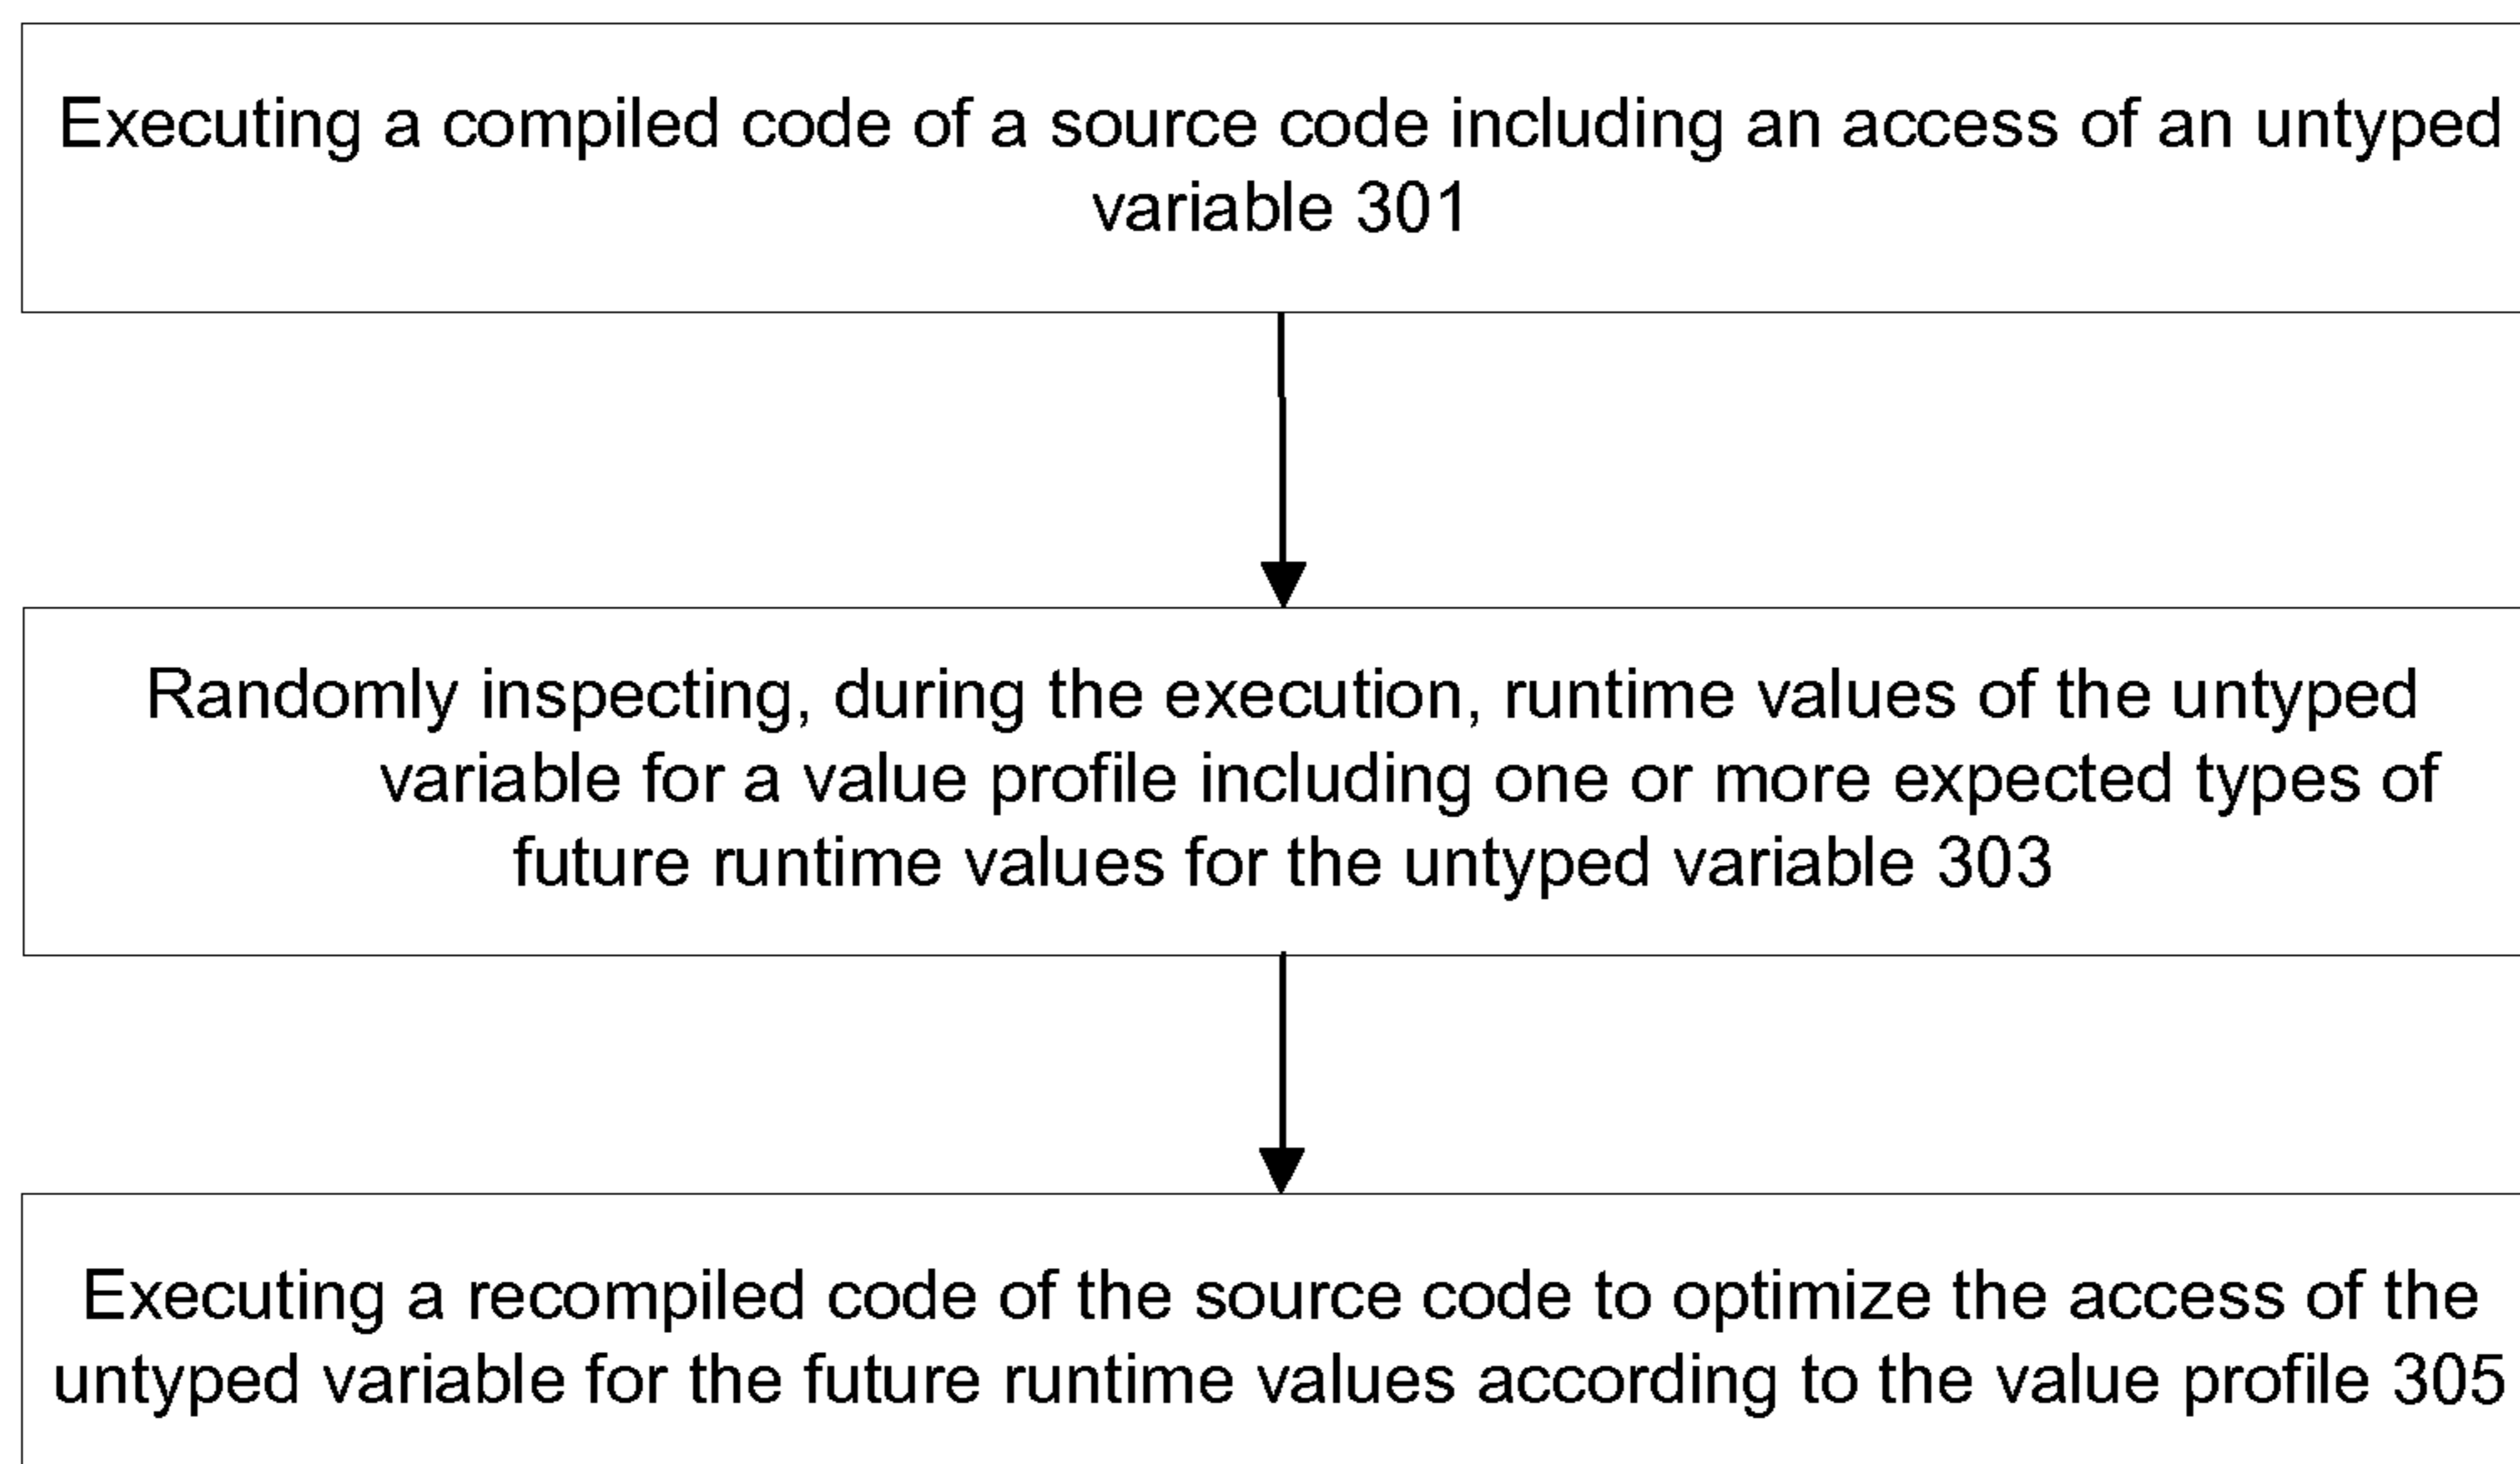 Executing a compiled code of a source code including an access of an untyped
variable 301
Randomly inspecting, during the execution, runtime values of the untyped
variable for a value profile including one or more expected types of
future runtime values for the untyped variable 303
Executing a recompiled code of the source code to optimize the access of the
untyped variable for the future runtime values according to the value profile 305